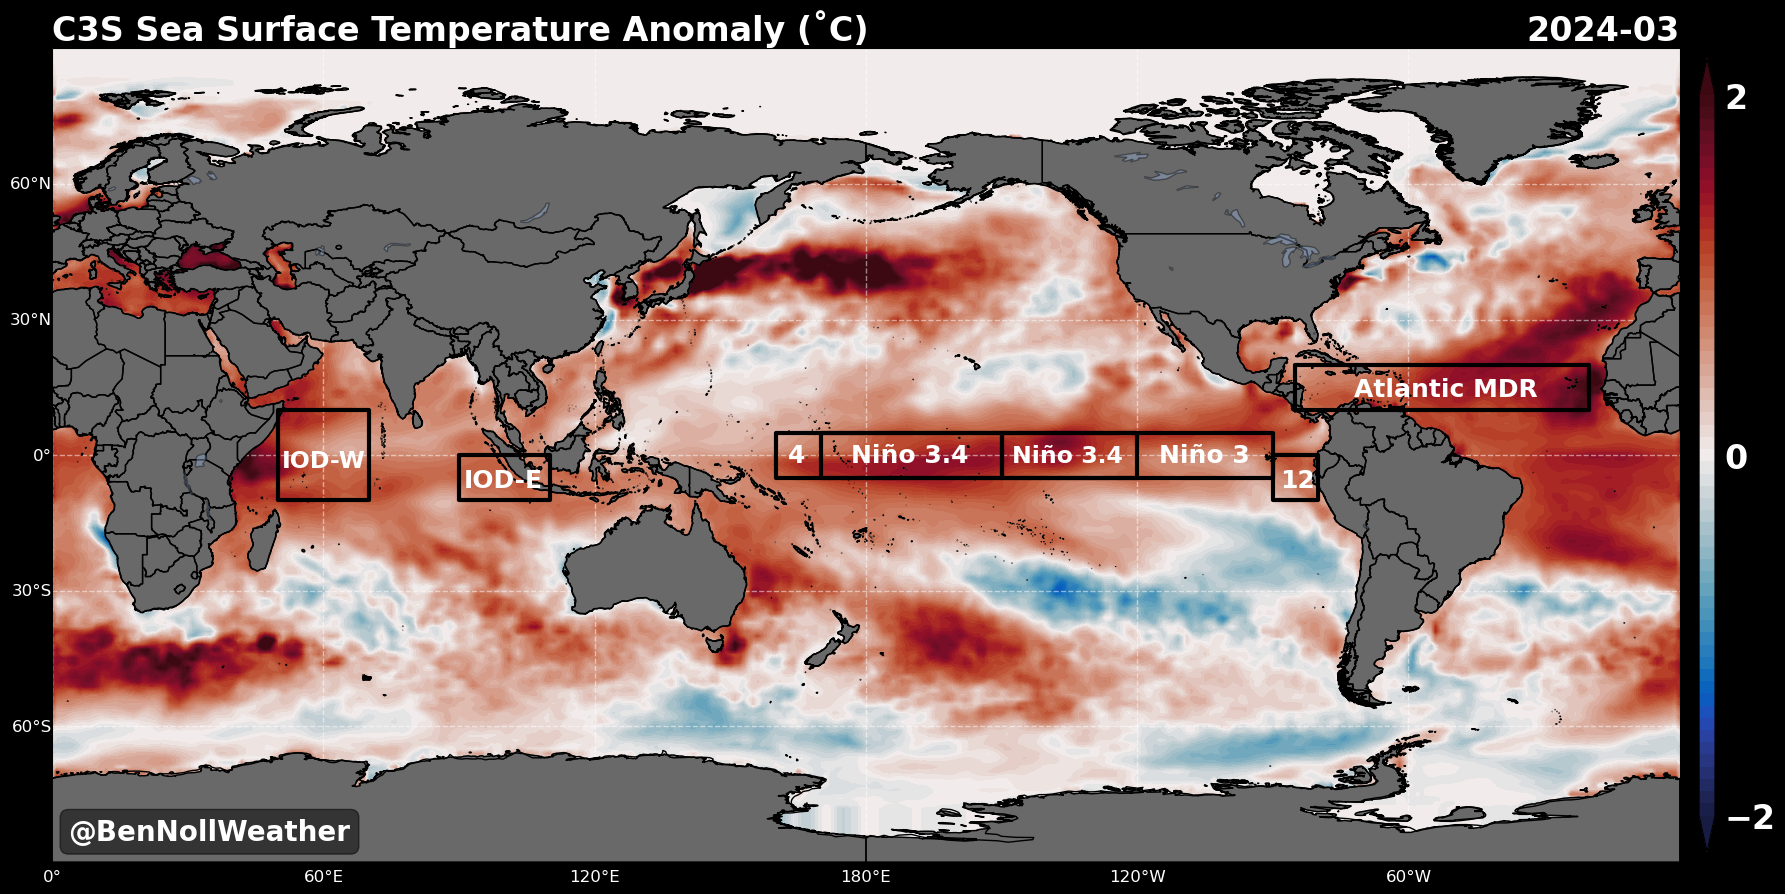 C3S Sea Surface Temperature Anomaly (˚C)
2024-03
2
0
−2
60°N
30°N
0°
30°S
60°S
Atlantic MDR
IOD-W
IOD-E
4
Niño 3.4
Niño 3.4
Niño 3
12
@BenNollWeather
0°
60°E
120°E
180°E
120°W
60°W